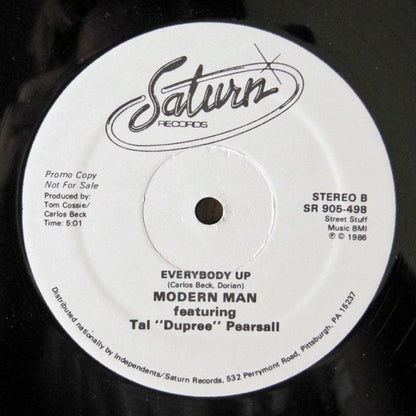 Saturn
RECORDS
Promo Copy
Not For Sale
Produced by:
Tom Cossie/
Carlos Beck
Time: 5:01
STEREO B
SR 905-498
Street Stuff
Music BMI
℗ © 1986
EVERYBODY UP
(Carlos Beck, Dorian)
MODERN MAN
featuring
Tal "Dupree" Pearsall
Distributed nationally by Independents/Saturn Records, 532 Perrymont Road, Pittsburgh, PA 15237